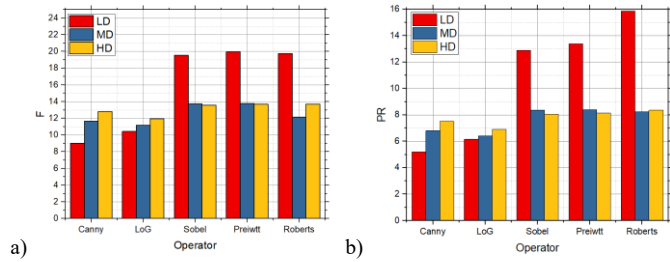 a)
F
24
22
20
18
16
14
12
10
8
6
4
2
0
LD
MD
HD
Canny LoG Sobel Preiwtt Roberts
Operator
b)
PR
16
14
12
10
8
6
4
2
0
LD
MD
HD
Canny LoG Sobel Preiwtt Roberts
Operator